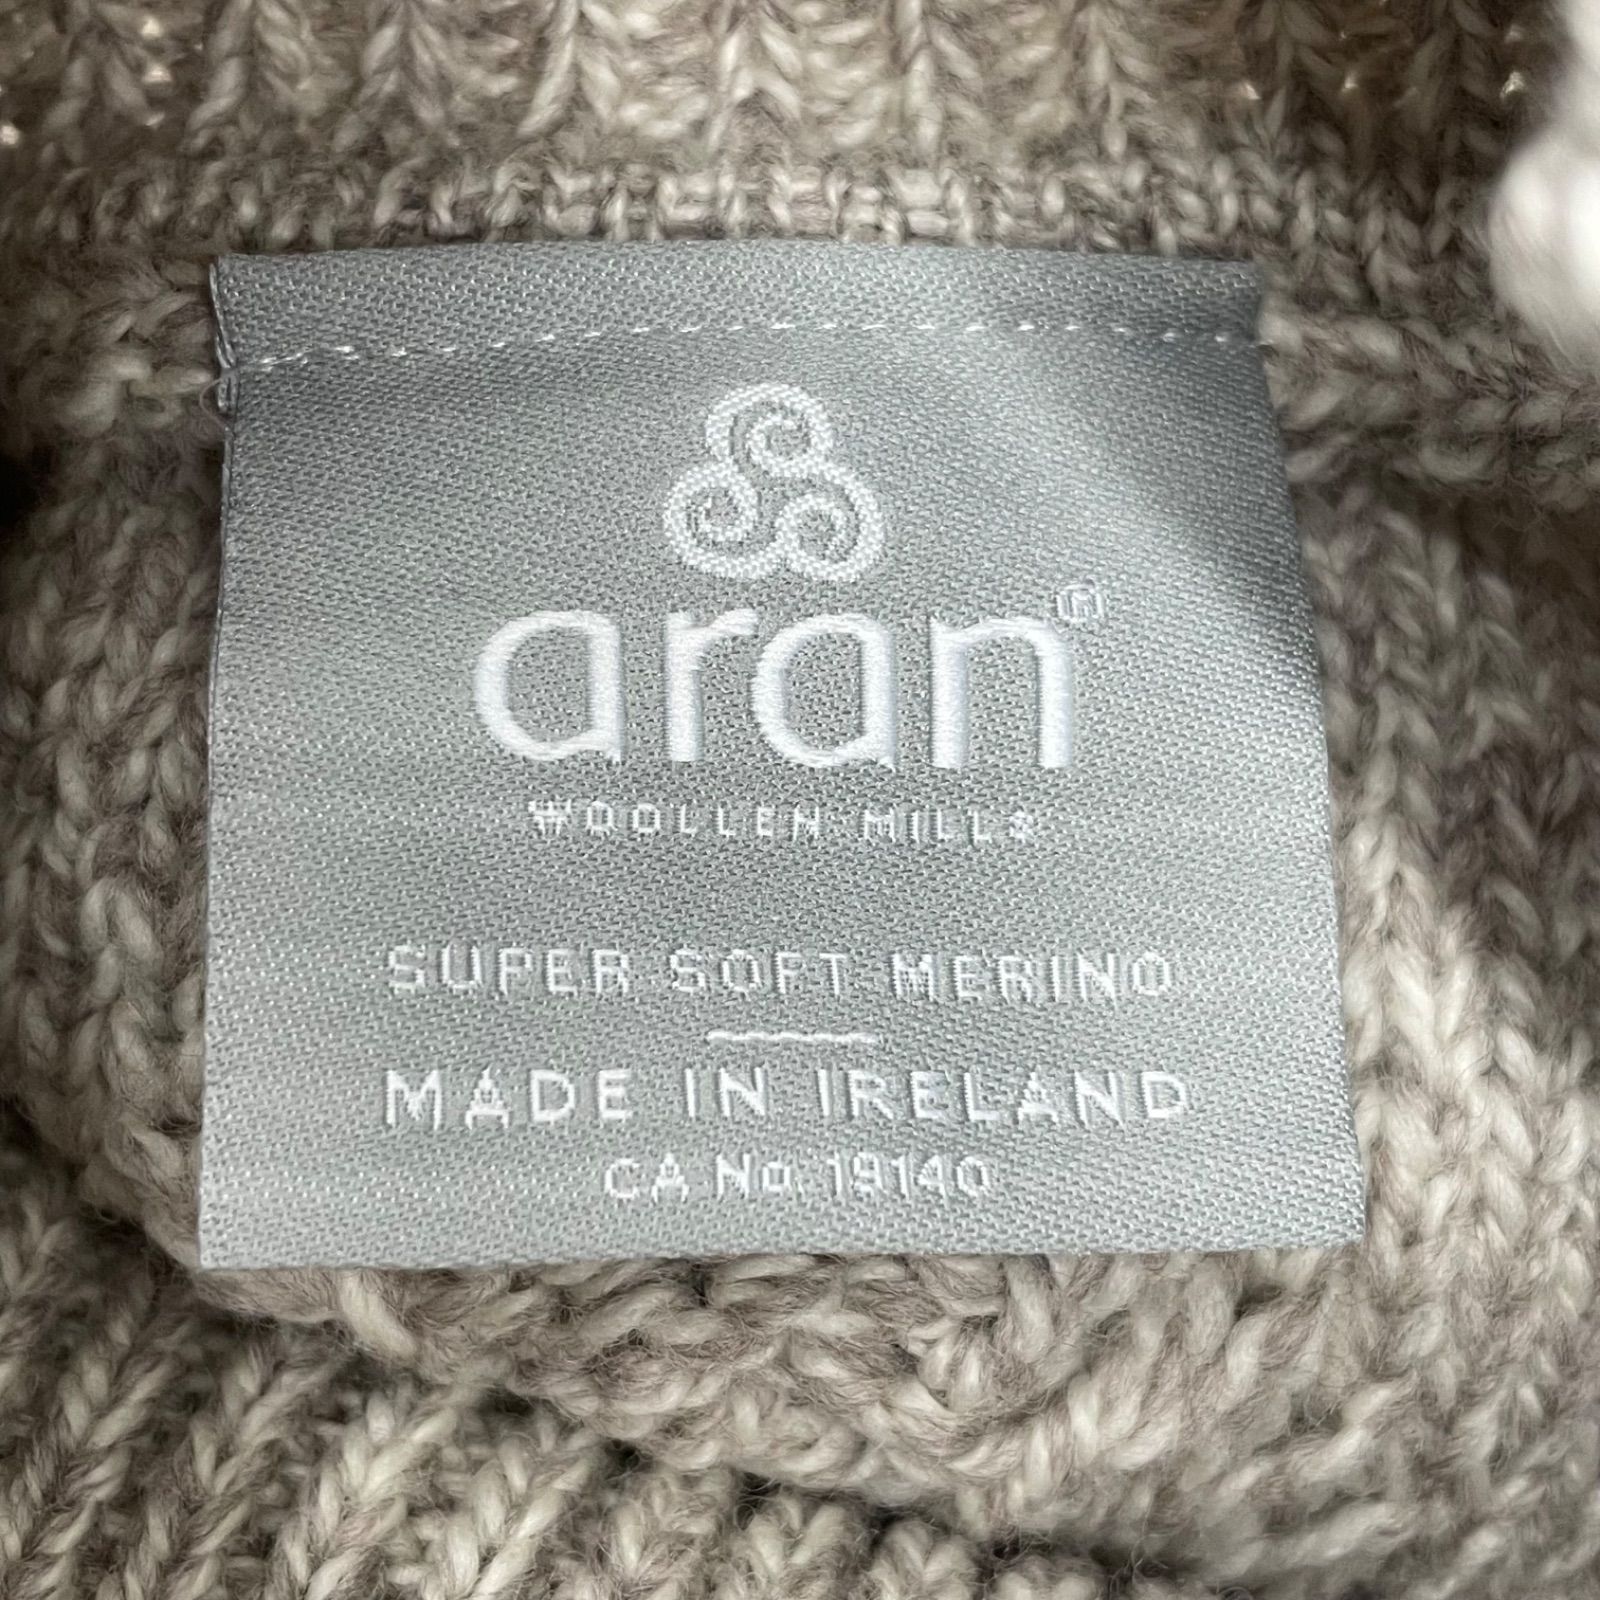 aran®
WOOLLEN MILLS
SUPER SOFT MERINO
MADE IN IRELAND
CA No. 19140